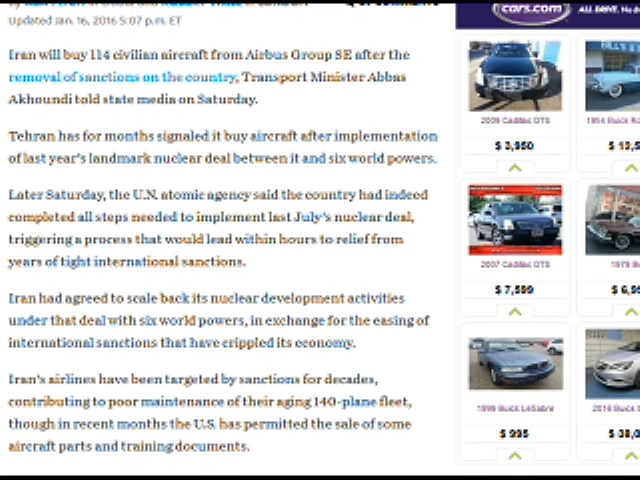 Updated Jan. 16, 2016 5:07 p.m. ET
Iran will buy 114 civilian aircraft from Airbus Group SE after the
removal of sanctions on the country, Transport Minister Abbas
Akhoundi told state media on Saturday.
Tehran has for months signaled it buy aircraft after implementation
of last year's landmark nuclear deal between it and six world powers.
Later Saturday, the U.N. atomic agency said the country had indeed
completed all steps needed to implement last July's nuclear deal,
triggering a process that would lead within hours to relief from
years of tight international sanctions.
Iran had agreed to scale back its nuclear development activities
under that deal with six world powers, in exchange for the easing of
international sanctions that have crippled its economy.
Iran's airlines have been targeted by sanctions for decades,
contributing to poor maintenance of their aging 140-plane fleet,
though in recent months the U.S. has permitted the sale of some
aircraft parts and training documents.
cars.com
ALL DRIVE.
2009 Cadillac DTS
$ 3,950
1954 Buick
2007 Cadillac DTS
$ 7,599
1999 Buick LeSabre
$ 995
2016 Buick